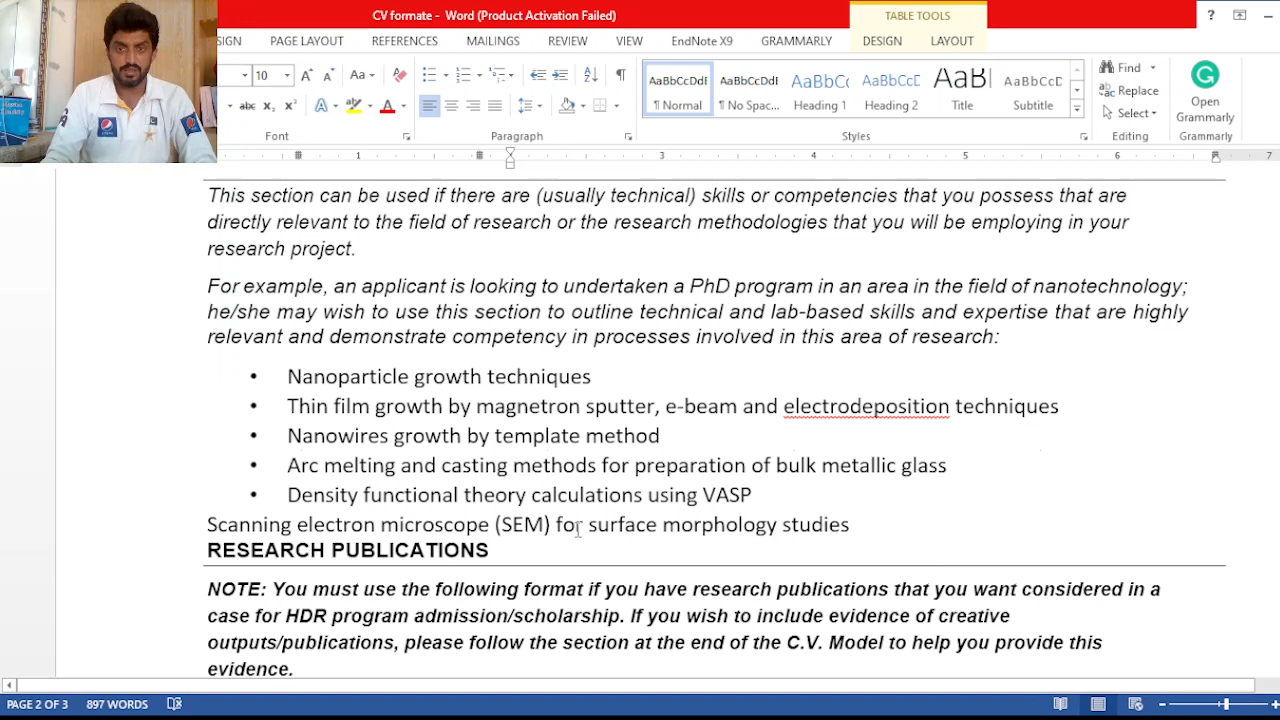 CV formate - Word (Product Activation Failed)
TABLE TOOLS
SIGN PAGE LAYOUT REFERENCES MAILINGS REVIEW VIEW EndNote X9 GRAMMARLY DESIGN LAYOUT
10 Aa
AaBbCcDdI AaBbCcDdI AaBbCc AaBbCcC AaB AaBbCcC
¶ Normal ¶ No Spac... Heading 1 Heading 2 Title Subtitle
Find
Replace
Select
Open
Grammarly
Font Paragraph Styles Editing Grammarly
1 3 4 5 6 7
This section can be used if there are (usually technical) skills or competencies that you possess that are
directly relevant to the field of research or the research methodologies that you will be employing in your
research project.
For example, an applicant is looking to undertaken a PhD program in an area in the field of nanotechnology;
he/she may wish to use this section to outline technical and lab-based skills and expertise that are highly
relevant and demonstrate competency in processes involved in this area of research:
• Nanoparticle growth techniques
• Thin film growth by magnetron sputter, e-beam and electrodeposition techniques
• Nanowires growth by template method
• Arc melting and casting methods for preparation of bulk metallic glass
• Density functional theory calculations using VASP
Scanning electron microscope (SEM) for surface morphology studies
RESEARCH PUBLICATIONS
NOTE: You must use the following format if you have research publications that you want considered in a
case for HDR program admission/scholarship. If you wish to include evidence of creative
outputs/publications, please follow the section at the end of the C.V. Model to help you provide this
evidence.
PAGE 2 OF 3 897 WORDS